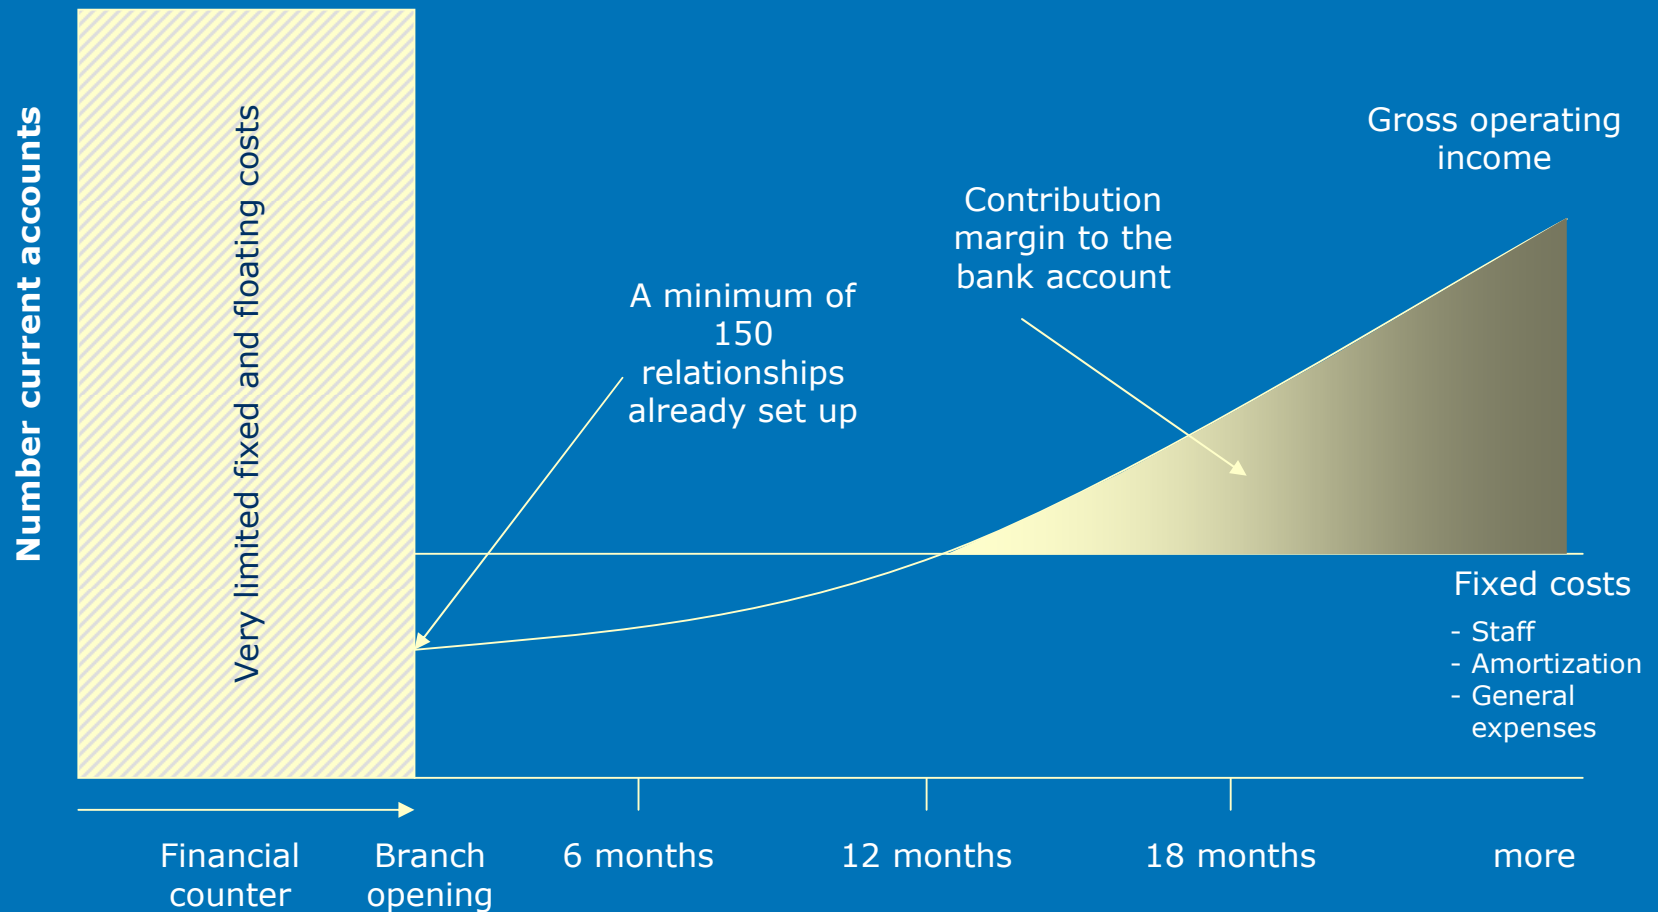 Number current accounts
Very limited fixed and floating costs
A minimum of
150
relationships
already set up
Contribution
margin to the
bank account
Gross operating
income
Fixed costs
- Staff
- Amortization
- General
expenses
Financial
counter
Branch
opening
6 months
12 months
18 months
more